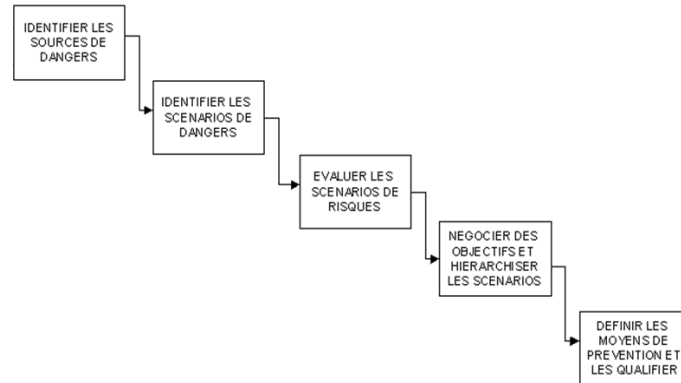 IDENTIFIER LES
SOURCES DE
DANGERS
IDENTIFIER LES
SCENARIOS DE
DANGERS
EVALUER LES
SCENARIOS DE
RISQUES
NEGOCIER DES
OBJECTIFS ET
HIERARCHISER
LES SCENARIOS
DEFINIR LES
MOYENS DE
PREVENTION ET
LES QUALIFIER